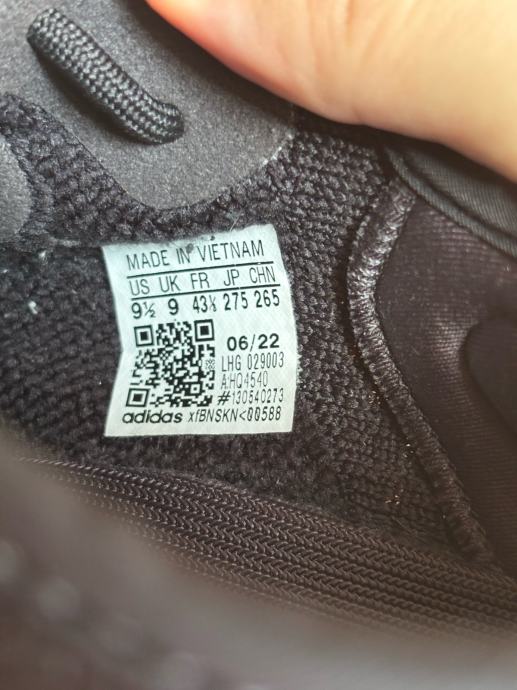 MADE IN VIETNAM
US UK FR JP CHN
9½ 9 43⅓ 275 265
06/22
LHG 029003
A:HQ4540
#130540273
adidas xfBNSKN<00588